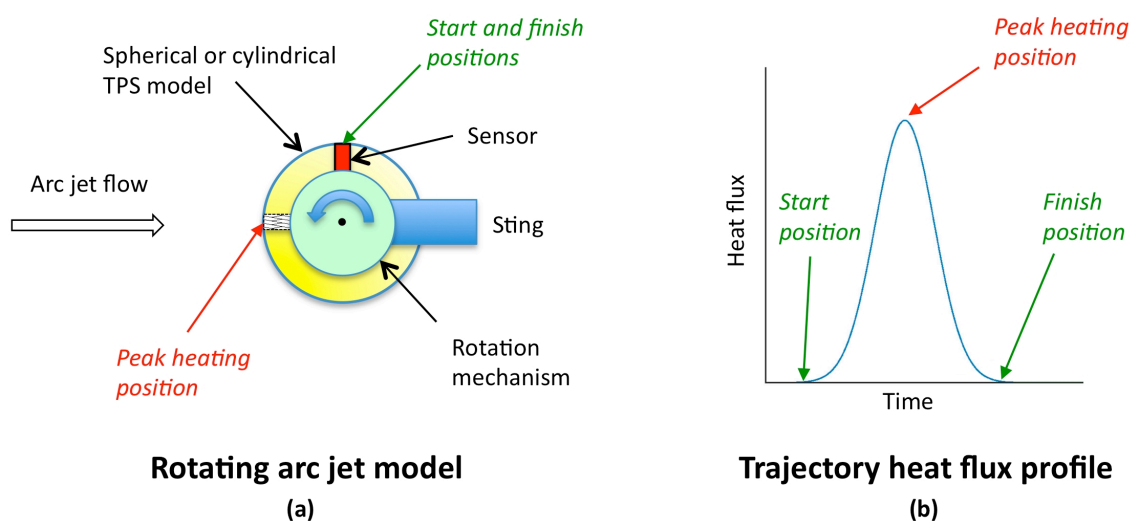 Spherical or cylindrical
TPS model
Start and finish
positions
Sensor
Arc jet flow
Sting
Peak heating
position
Rotation
mechanism
Rotating arc jet model
(a)
Peak heating
position
Heat flux
Start
position
Finish
position
Time
Trajectory heat flux profile
(b)